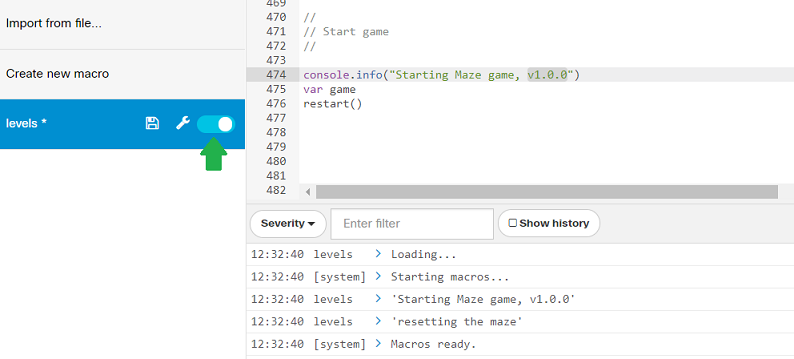 Import from file...
Create new macro
levels *
469
470 //
471 // Start game
472 //
473
474 console.info("Starting Maze game, v1.0.0")
475 var game
476 restart()
477
478
479
480
481
482
Severity
Enter filter
Show history
12:32:40 levels > Loading...
12:32:40 [system] > Starting macros...
12:32:40 levels > 'Starting Maze game, v1.0.0'
12:32:40 levels > 'resetting the maze'
12:32:40 [system] > Macros ready.